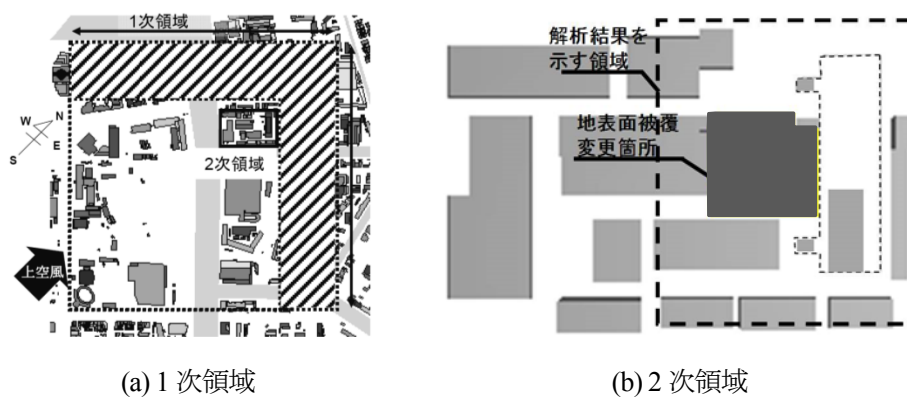 1次領域
N
W
E
S
2次領域
上空風
解析結果を
示す領域
地表面被覆
変更箇所
(a) 1 次領域
(b) 2 次領域